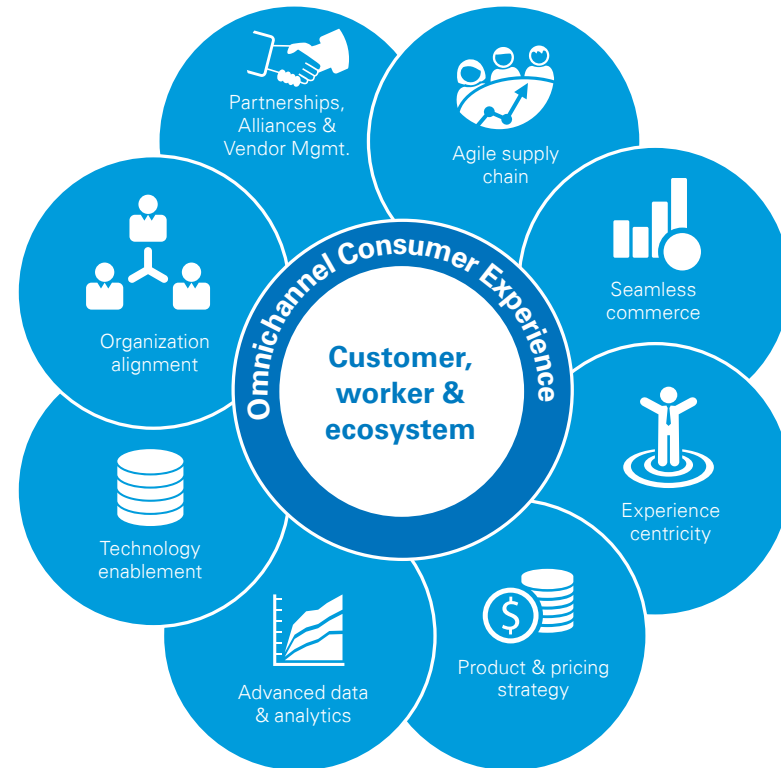 Partnerships,
Alliances &
Vendor Mgmt.
Agile supply
chain
Seamless
commerce
Experience
centricity
Product & pricing
strategy
$
Advanced data
& analytics
Technology
enablement
Organization
alignment
Omnichannel Consumer Experience
Customer,
worker &
ecosystem